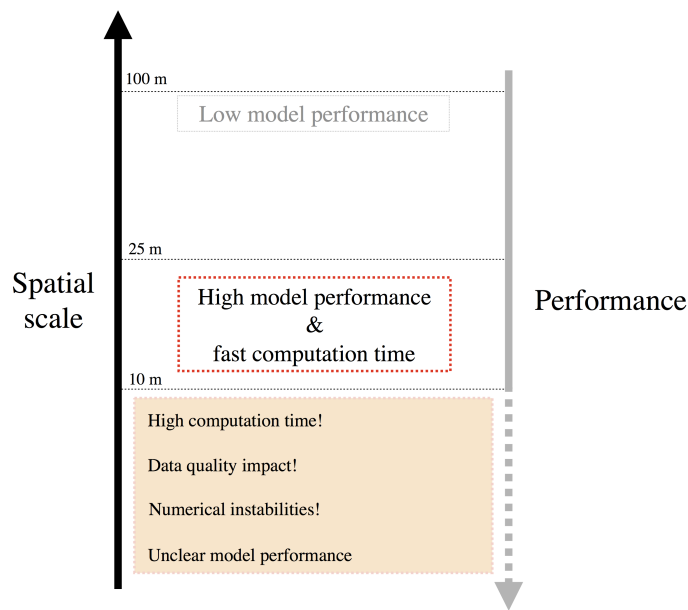 100 m
Low model performance
25 m
Spatial
scale
High model performance
&
fast computation time
Performance
10 m
High computation time!
Data quality impact!
Numerical instabilities!
Unclear model performance